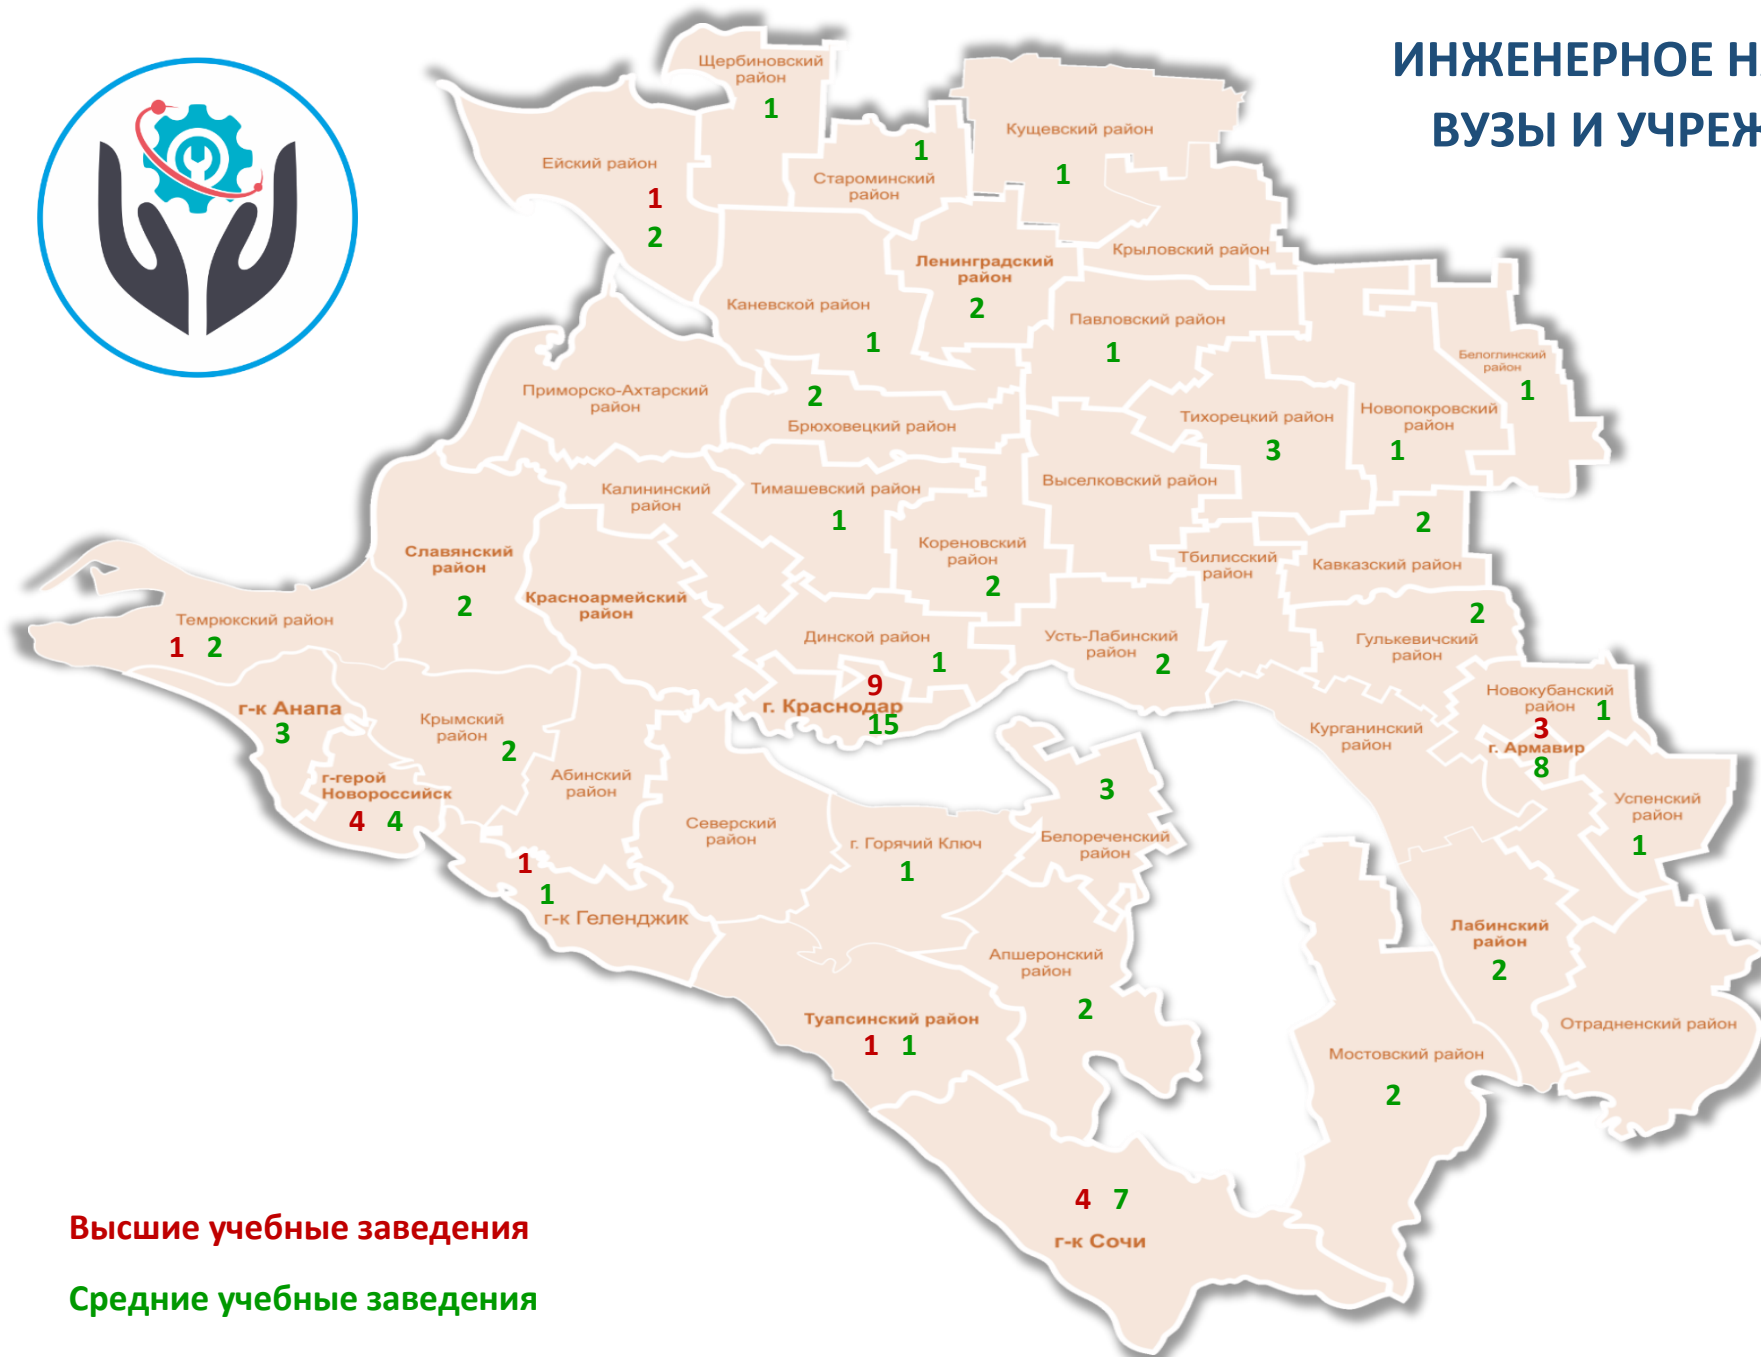 ИНЖЕНЕРНОЕ
ВУЗЫ И
Щербиновский
район
1
Ейский район
1
2
Староминский
район
1
Кущевский район
1
Крыловский район
Ленинградский
район
2
Каневской район
1
Павловский район
1
Белоглинский
район
1
Приморско-Ахтарский
район
2
Брюховецкий район
Тихорецкий район
3
Новопокровский
район
1
Калининский
район
Тимашевский район
1
Выселковский район
2
Кавказский район
Славянский
район
2
Кореновский
район
2
Тбилисский
район
Красноармейский
район
Темрюкский район
1 2
Динской район
1
Усть-Лабинский
район
2
2
Гулькевичский
район
9
г. Краснодар
15
г-к Анапа
3
Крымский
район
2
Новокубанский
район
1
3
г. Армавир
8
Курганинский
район
г-герой
Новороссийск
4 4
Абинский
район
Северский
район
г. Горячий Ключ
1
3
Белореченский
район
Успенский
район
1
1
1
г-к Геленджик
Лабинский
район
2
Апшеронский
район
2
Туапсинский район
1 1
Отрадненский район
Мостовский район
2
4 7
г-к Сочи
Высшие учебные заведения
Средние учебные заведения